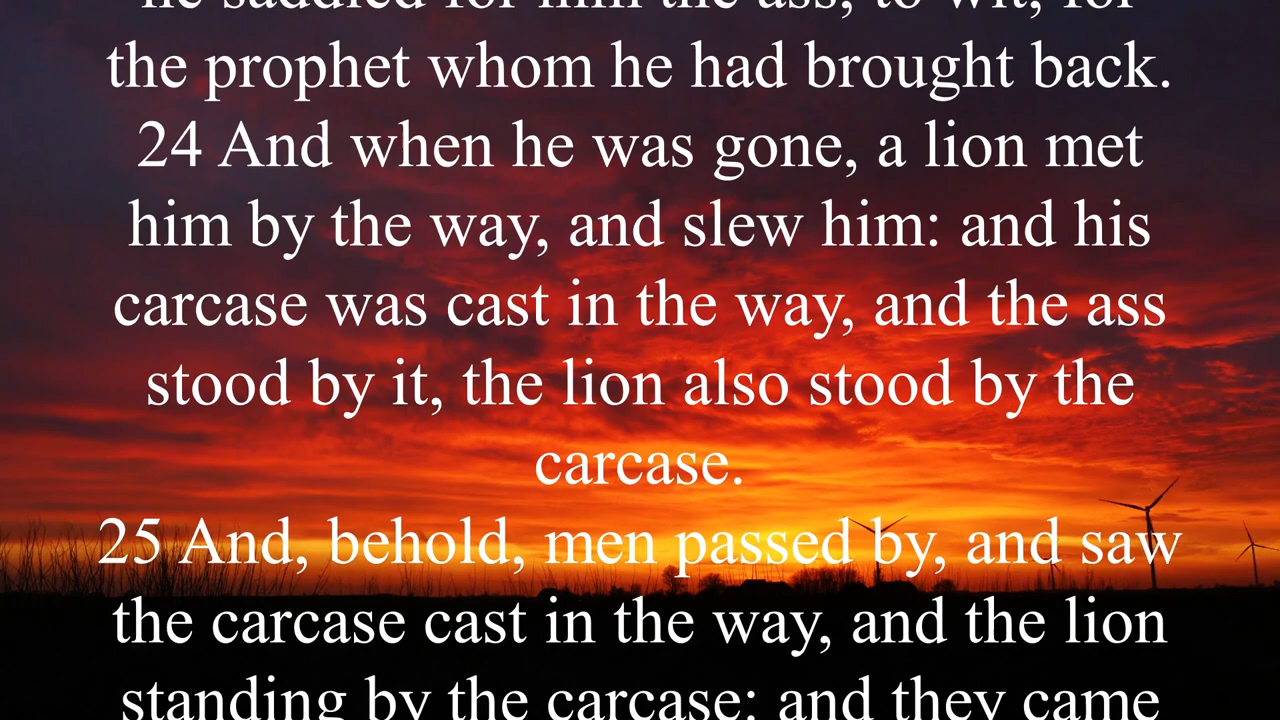 he saddled for him the ass, to wit, for
the prophet whom he had brought back.
24 And when he was gone, a lion met
him by the way, and slew him: and his
carcase was cast in the way, and the ass
stood by it, the lion also stood by the
carcase.
25 And, behold, men passed by, and saw
the carcase cast in the way, and the lion
standing by the carcase: and they came